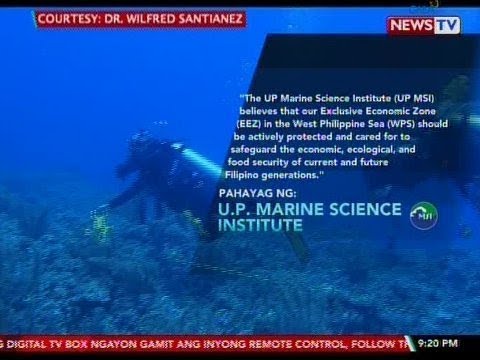 COURTESY: DR. WILFRED SANTIANEZ
NEWSTV
"The UP Marine Science Institute (UP MSI)
believes that our Exclusive Economic Zone
(EEZ) in the West Philippine Sea (WPS) should
be actively protected and cared for to
safeguard the economic, ecological, and
food security of current and future
Filipino generations."
PAHAYAG NG:
U.P. MARINE SCIENCE
INSTITUTE
MSI
G DIGITAL TV BOX NGAYON GAMIT ANG INYONG REMOTE CONTROL, FOLLOW TH
9:20 PM